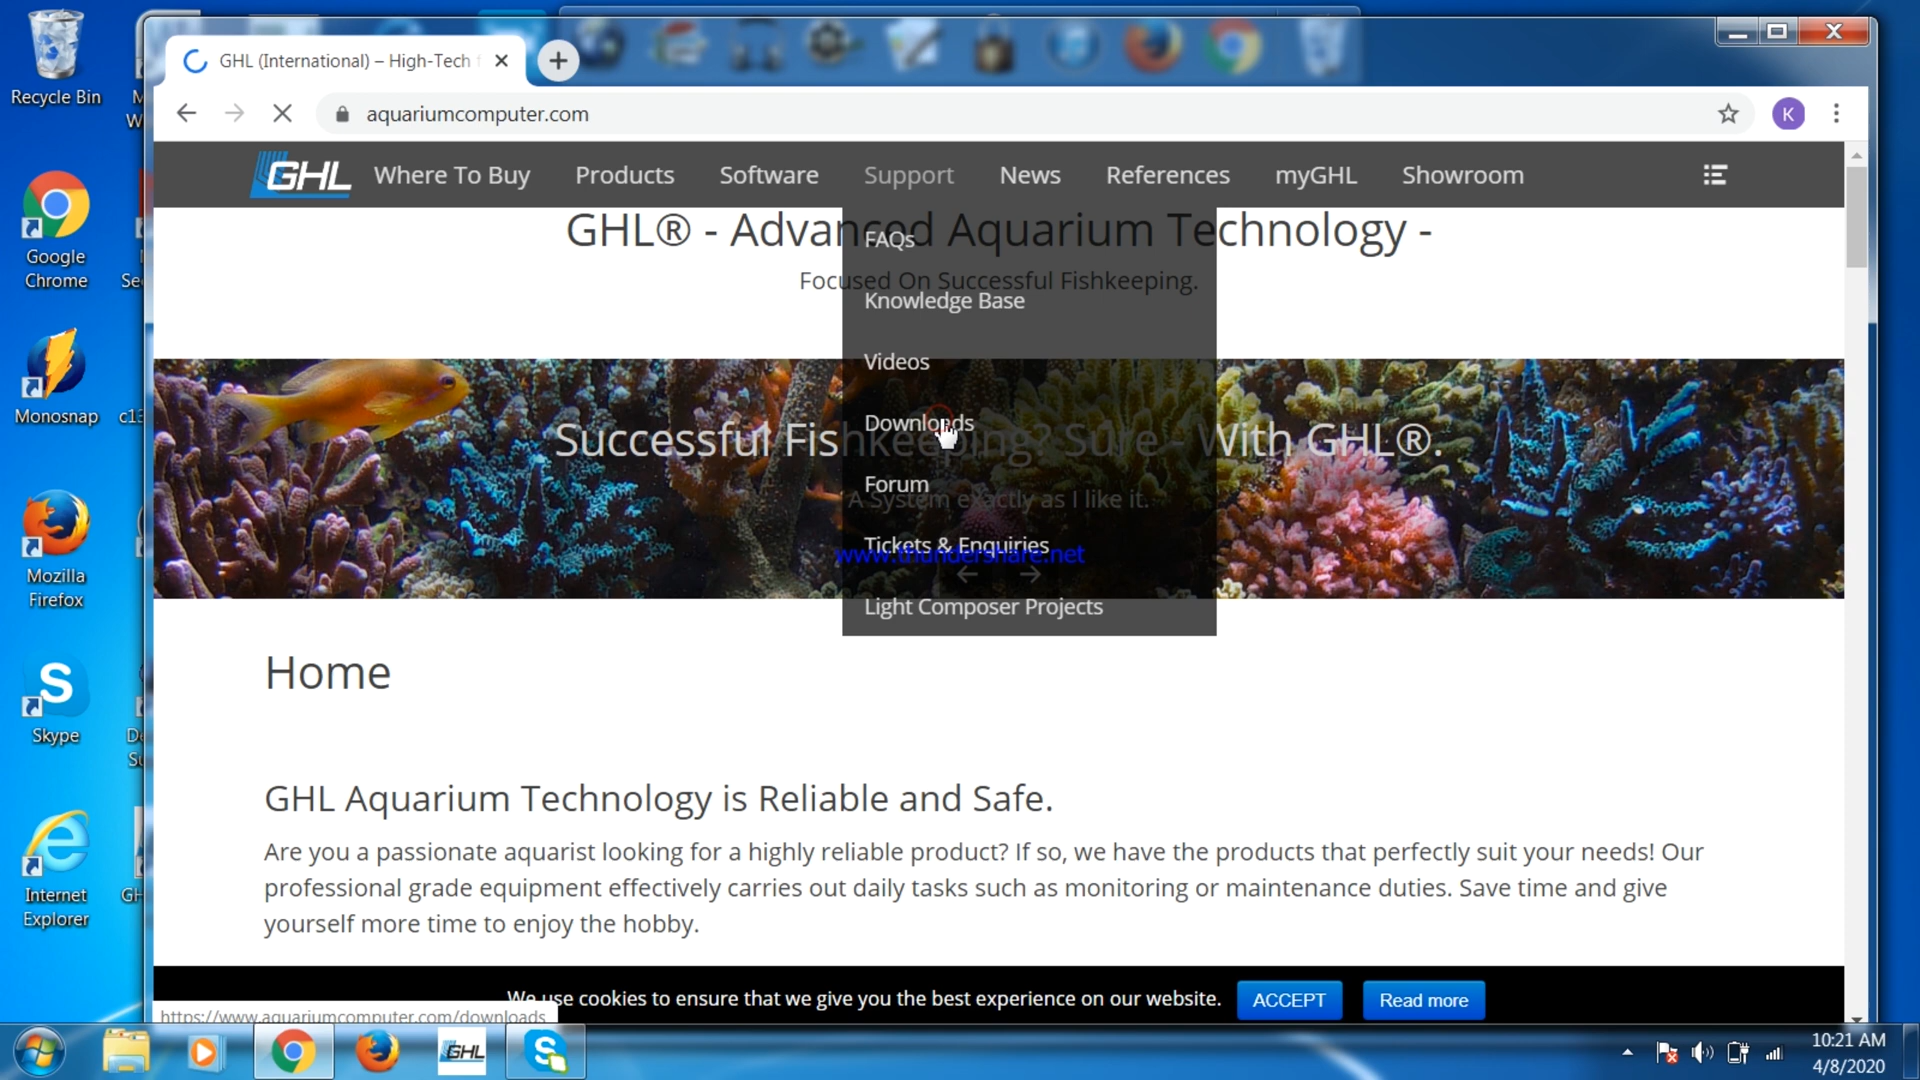 Recycle Bin
Google
Chrome
Monosnap
Mozilla
Firefox
Skype
Internet
Explorer
GHL (International) – High-Tech
aquariumcomputer.com
K
GHL
Where To Buy
Products
Software
Support
News
References
myGHL
Showroom
GHL® - Advanced Aquarium Technology -
Focused On Successful Fishkeeping.
FAQs
Knowledge Base
Videos
Downloads
Forum
Tickets & Enquiries
Light Composer Projects
Successful Fishkeeping? Sure - With GHL®.
A System exactly as I like it.
www.thundershare.net
Home
GHL Aquarium Technology is Reliable and Safe.
Are you a passionate aquarist looking for a highly reliable product? If so, we have the products that perfectly suit your needs! Our
professional grade equipment effectively carries out daily tasks such as monitoring or maintenance duties. Save time and give
yourself more time to enjoy the hobby.
We use cookies to ensure that we give you the best experience on our website.
ACCEPT
Read more
https://www.aquariumcomputer.com/downloads
GHL
10:21 AM
4/8/2020